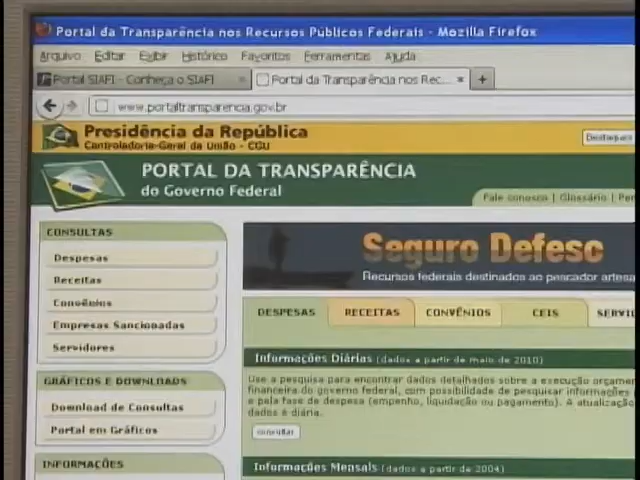 Portal da Transparência nos Recursos Públicos Federais - Mozilla Firefox
Arquivo Editar Exibir Histórico Favoritos Ferramentas Ajuda
Portal SIAFI - Conheça o SIAFI × Portal da Transparência nos Rec... × +
www.portaltransparencia.gov.br
Presidência da República
Controladoria-Geral da União - CGU
Destaques
PORTAL DA TRANSPARÊNCIA
do Governo Federal
Fale conosco | Glossário |
CONSULTAS
Despesas
Receitas
Convênios
Empresas Sancionadas
Servidores
GRÁFICOS E DOWNLOADS
Download de Consultas
Portal em Gráficos
INFORMAÇÕES
Seguro Defesc
Recursos federais destinados ao pescador artesa
DESPESAS RECEITAS CONVÊNIOS CEIS SERVI
Informações Diárias (dados a partir de maio de 2010)
Use a pesquisa para encontrar dados detalhados sobre a execução orçame
financeira do governo federal, com possibilidade de pesquisar informações
e pela fase de despesa (empenho, liquidação ou pagamento). A atualização
dados é diária.
consultar
Informações Mensais (dados a partir de 2004)